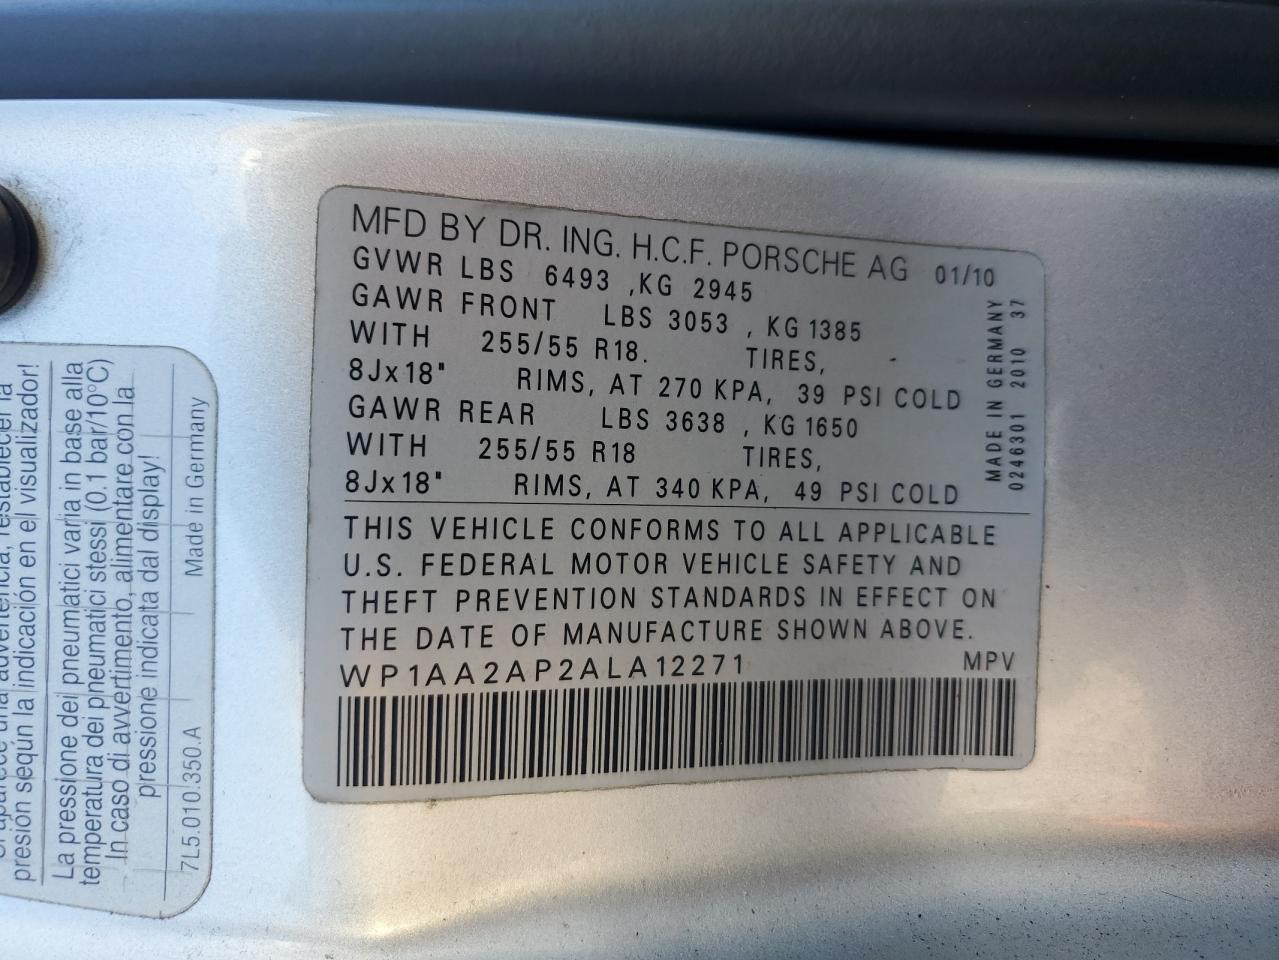 MFD BY DR. ING. H.C.F. PORSCHE AG 01/10
GVWR LBS 6493 ,KG 2945
GAWR FRONT LBS 3053 , KG 1385
WITH 255/55 R18. TIRES,
8Jx18" RIMS, AT 270 KPA, 39 PSI COLD
GAWR REAR LBS 3638 , KG 1650
WITH 255/55 R18 TIRES,
8Jx18" RIMS, AT 340 KPA, 49 PSI COLD
MADE IN GERMANY
02446301 2010 37
THIS VEHICLE CONFORMS TO ALL APPLICABLE
U.S. FEDERAL MOTOR VEHICLE SAFETY AND
THEFT PREVENTION STANDARDS IN EFFECT ON
THE DATE OF MANUFACTURE SHOWN ABOVE.
WP1AA2AP2ALA12271 MPV
presión sequn la indicación en el visualizador!
La pressione dei pneumatici varia in base alla
temperatura dei pneumatici stessi (0.1 bar/10°C)
In caso di avvertimento, alimentare con la
pressione indicata dal display!
7L5.010.350.A Made in Germany